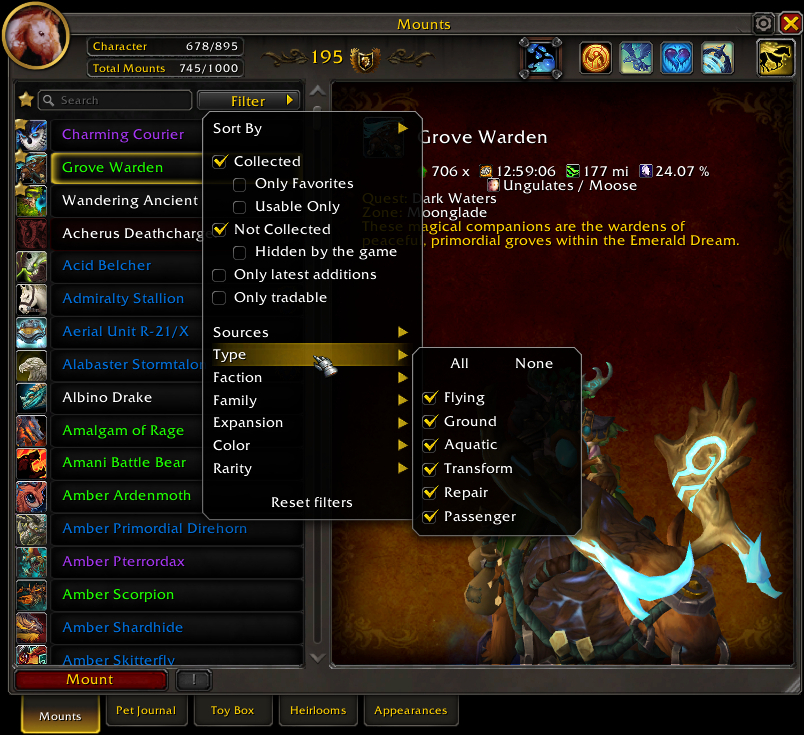 Mounts
Character 678/895
Total Mounts 745/1000
195
Search
Filter
Charming Courier
Grove Warden
Wandering Ancient
Acherus Deathcharge
Acid Belcher
Admiralty Stallion
Aerial Unit R-21/X
Alabaster Stormtalon
Albino Drake
Amalgam of Rage
Amani Battle Bear
Amber Ardenmoth
Amber Primordial Direhorn
Amber Pterrordax
Amber Scorpion
Amber Shardhide
Amber Skitterfly
Sort By
Collected
Only Favorites
Usable Only
Not Collected
Hidden by the game
Only latest additions
Only tradable
Sources
Type
Faction
Family
Expansion
Color
Rarity
Reset filters
All None
Flying
Ground
Aquatic
Transform
Repair
Passenger
Grove Warden
706 x 12:59:06 177 mi 24.07 %
Ungulates / Moose
Quest: Dark Waters
Zone: Moonglade
These magical companions are the wardens of
peaceful, primordial groves within the Emerald Dream.
Mount !
Mounts Pet Journal Toy Box Heirlooms Appearances